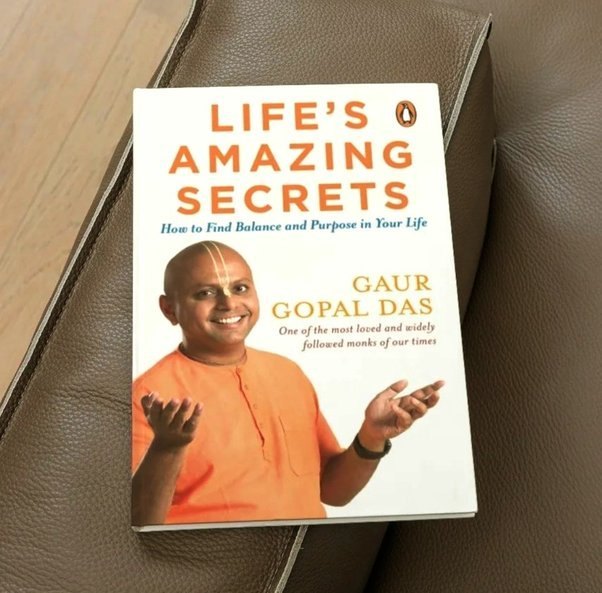 LIFE'S
AMAZING
SECRETS
How to Find Balance and Purpose in Your Life
GAUR
GOPAL DAS
One of the most loved and widely
followed monks of our times